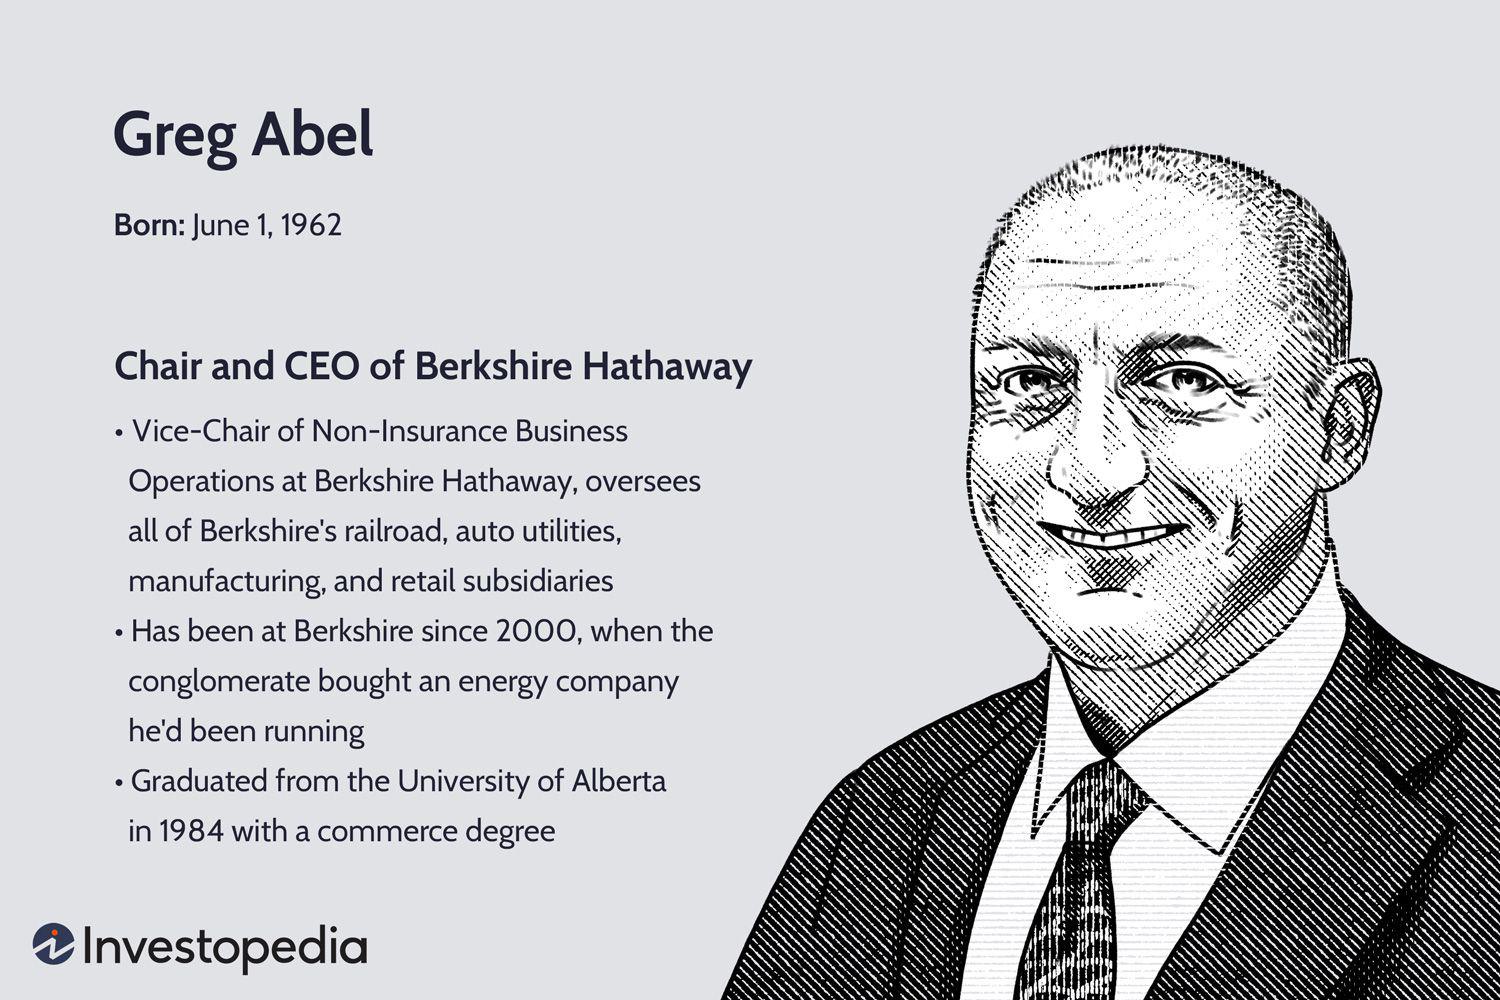 Greg Abel
Born: June 1, 1962
Chair and CEO of Berkshire Hathaway
• Vice-Chair of Non-Insurance Business
Operations at Berkshire Hathaway, oversees
all of Berkshire's railroad, auto utilities,
manufacturing, and retail subsidiaries
• Has been at Berkshire since 2000, when the
conglomerate bought an energy company
he'd been running
• Graduated from the University of Alberta
in 1984 with a commerce degree
Investopedia